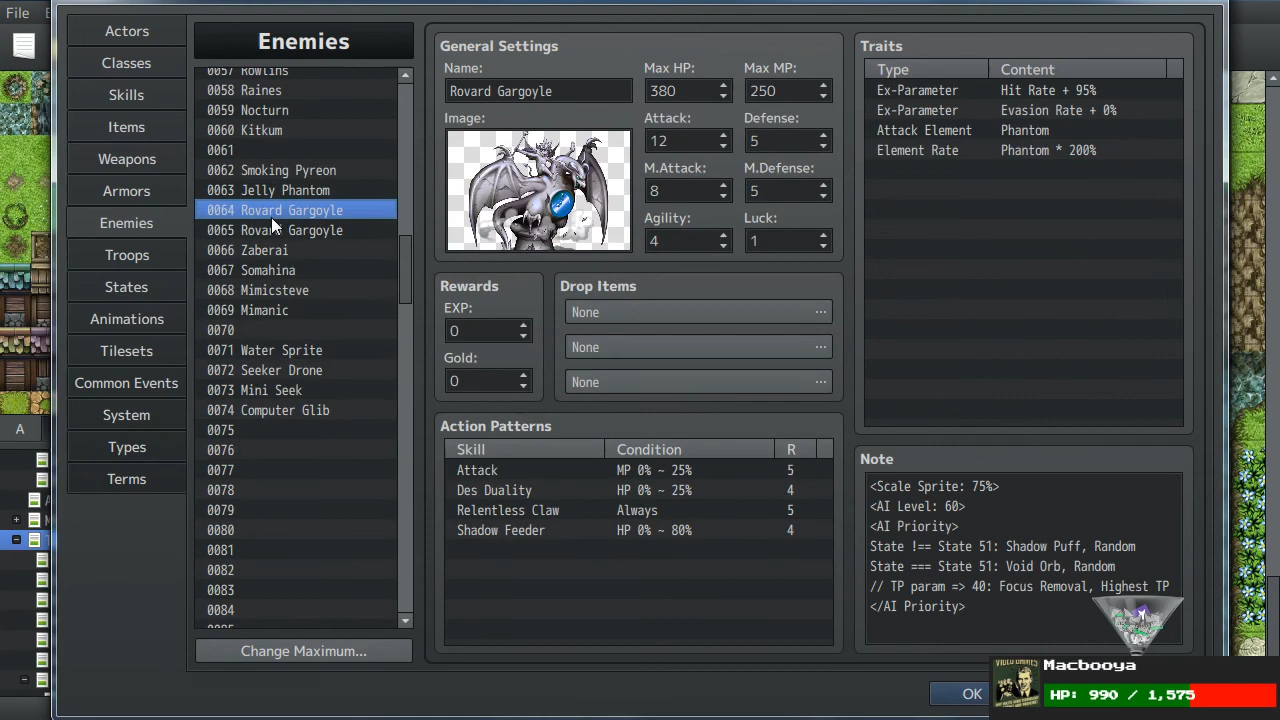 File
Actors
Classes
Skills
Items
Weapons
Armors
Enemies
Troops
States
Animations
Tilesets
Common Events
System
Types
Terms
A
Enemies
0057 Rowlins
0058 Raines
0059 Nocturn
0060 Kitkum
0061
0062 Smoking Pyreon
0063 Jelly Phantom
0064 Rovard Gargoyle
0065 Rovard Gargoyle
0066 Zaberai
0067 Somahina
0068 Mimicsteve
0069 Mimanic
0070
0071 Water Sprite
0072 Seeker Drone
0073 Mini Seek
0074 Computer Glib
0075
0076
0077
0078
0079
0080
0081
0082
0083
0084
Change Maximum...
General Settings
Name:
Rovard Gargoyle
Image:
Max HP: Max MP:
380 250
Attack: Defense:
12 5
M.Attack: M.Defense:
8 5
Agility: Luck:
4 1
Rewards
EXP:
0
Gold:
0
Drop Items
None ...
None ...
None ...
Action Patterns
Skill Condition R
Attack MP 0% ~ 25% 5
Des Duality HP 0% ~ 25% 4
Relentless Claw Always 5
Shadow Feeder HP 0% ~ 80% 4
Traits
Type Content
Ex-Parameter Hit Rate + 95%
Ex-Parameter Evasion Rate + 0%
Attack Element Phantom
Element Rate Phantom * 200%
Note
<Scale Sprite: 75%>
<AI Level: 60>
<AI Priority>
State !== State 51: Shadow Puff, Random
State === State 51: Void Orb, Random
// TP param => 40: Focus Removal, Highest TP
</AI Priority>
OK
VIDEO GAMES
Macbooya
HP: 990 / 1,575